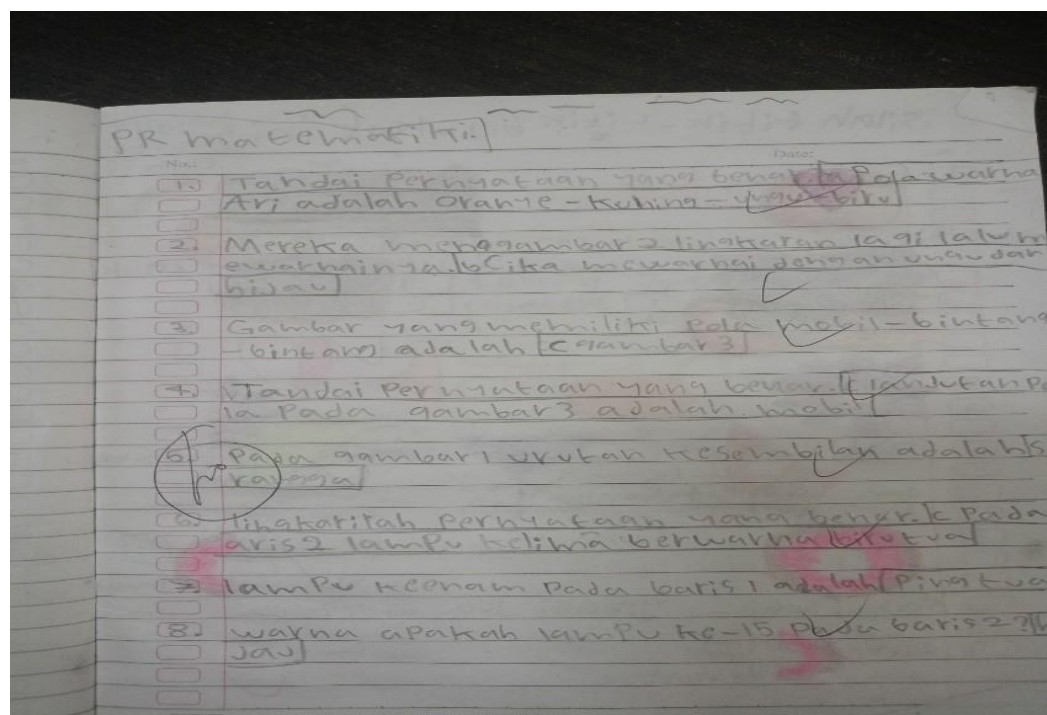 PR matematiki.
No.: Date:
1. Tandai Pernyataan yang benar. a Pola warna
Ari adalah oranye - kuning - ungu - biru
2. Mereka menggambar 2 lingkaran lagi lalu m
ewarnainya. b Cika mewarnai dengan ungu dan
hijau
3. Gambar yang memiliki Pola mobil - bintang
- bintang adalah c gambar 3
4. Tandai Pernyataan yang benar. c lanjutan Po
la Pada gambar 3 adalah mobil
5. Pada gambar 1 urutan kesembilan adalah s
rangga
6. lingkarilah Pernyataan yang benar. c Pada
aris 2 lampu kelima berwarna biru tua
7. lampu keenam Pada baris 1 adalah Pink tua
8. warna apakah lampu ke-15 Pada baris 2?
jau